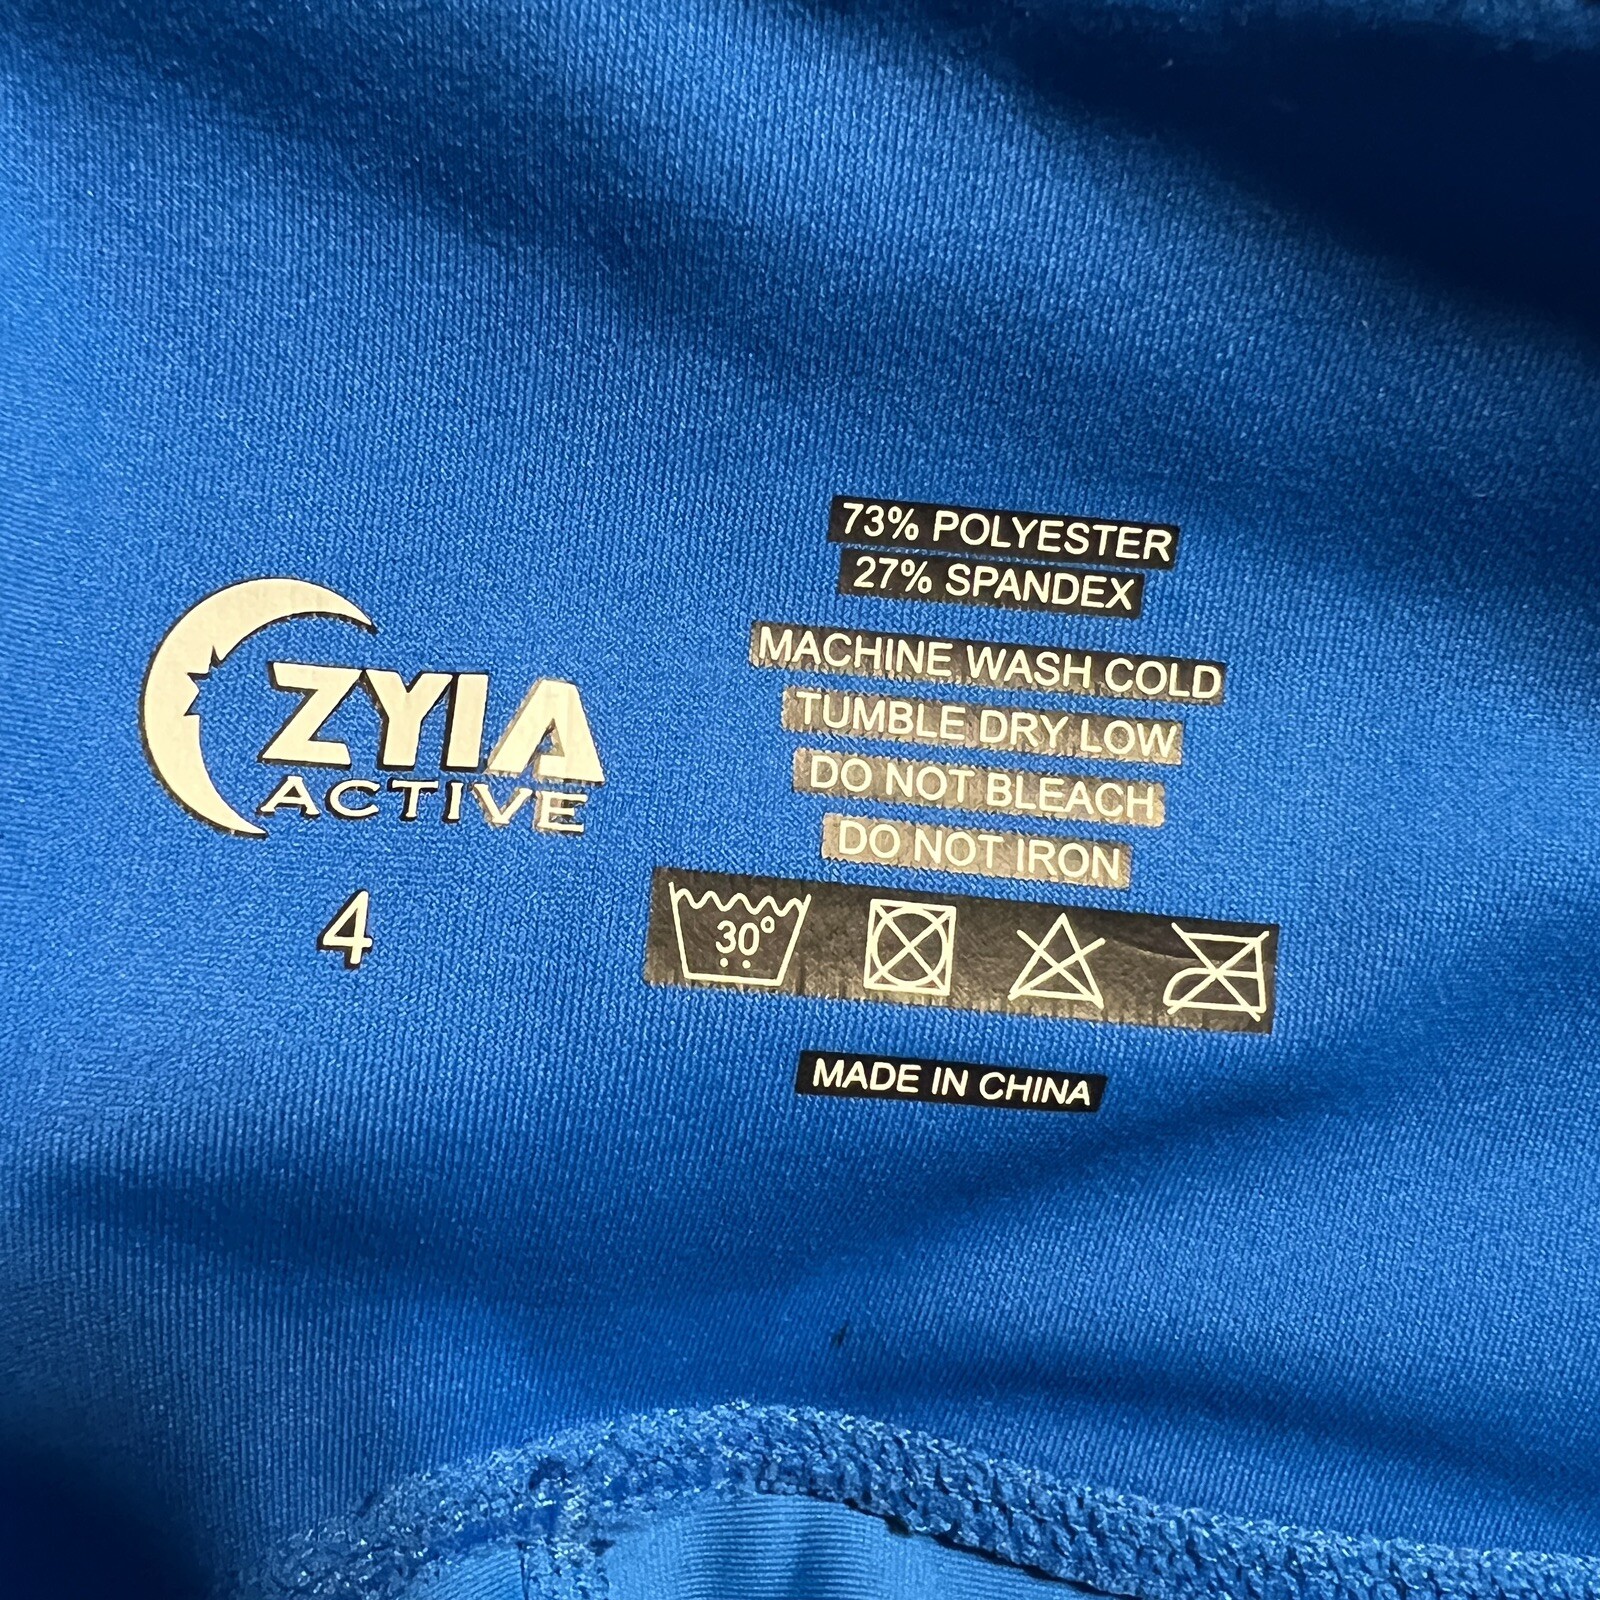 ZYIA
ACTIVE
4
73% POLYESTER
27% SPANDEX
MACHINE WASH COLD
TUMBLE DRY LOW
DO NOT BLEACH
DO NOT IRON
30°
MADE IN CHINA